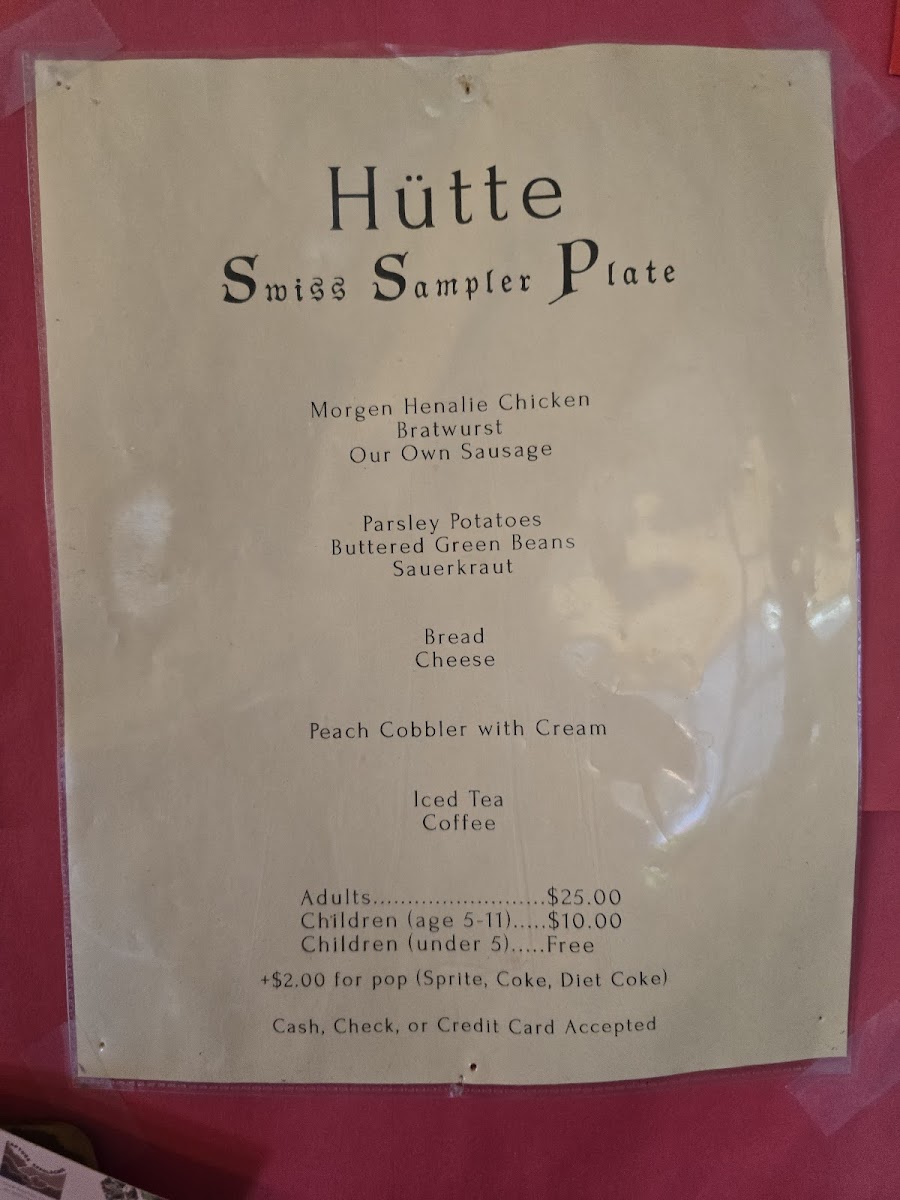 Hütte
Swiss Sampler Plate
Morgen Henalie Chicken
Bratwurst
Our Own Sausage
Parsley Potatoes
Buttered Green Beans
Sauerkraut
Bread
Cheese
Peach Cobbler with Cream
Iced Tea
Coffee
Adults.........................$25.00
Children (age 5-11).....$10.00
Children (under 5).....Free
+$2.00 for pop (Sprite, Coke, Diet Coke)
Cash, Check, or Credit Card Accepted